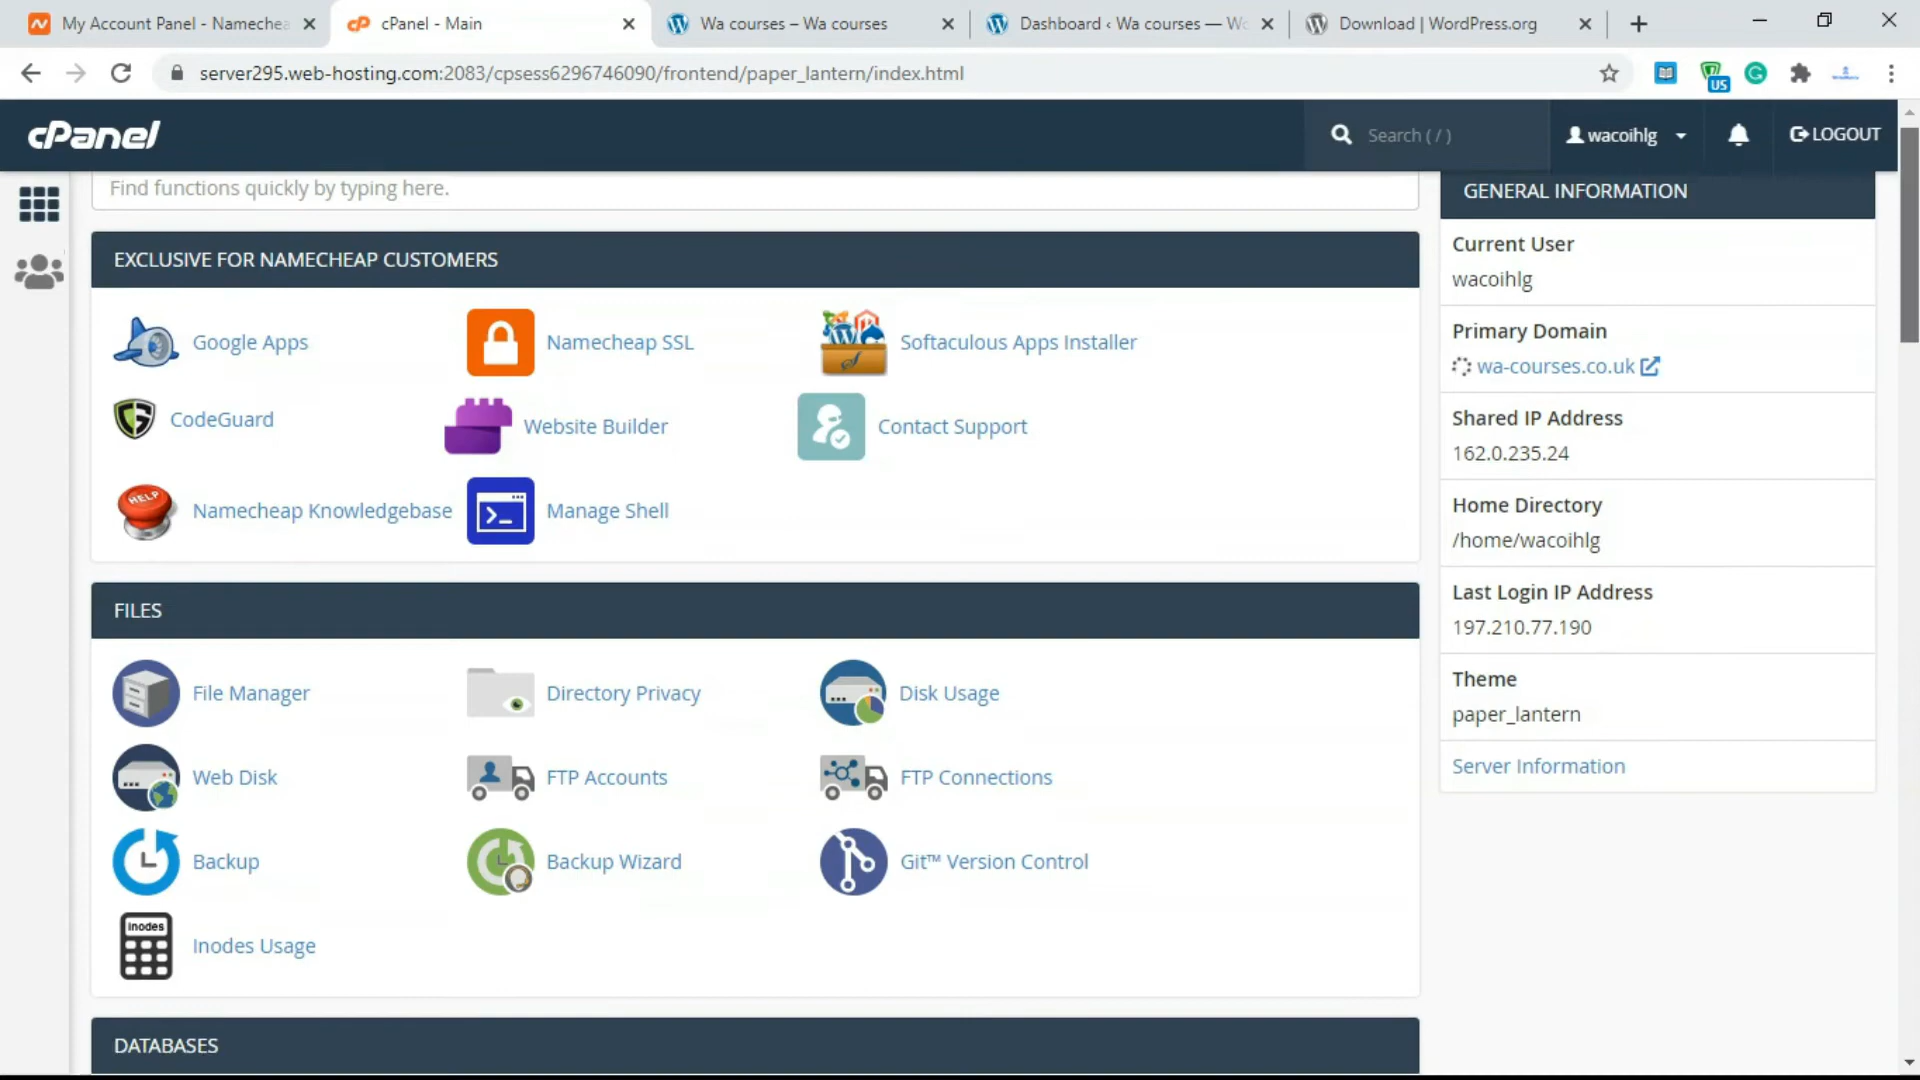 My Account Panel - Namechea
cPanel - Main
Wa courses – Wa courses
Dashboard ‹ Wa courses — Wo
Download | WordPress.org
server295.web-hosting.com:2083/cpsess6296746090/frontend/paper_lantern/index.html
US
cPanel
Search ( / )
wacoihlg
LOGOUT
Find functions quickly by typing here.
EXCLUSIVE FOR NAMECHEAP CUSTOMERS
Google Apps
Namecheap SSL
Softaculous Apps Installer
CodeGuard
Website Builder
Contact Support
HELP
Namecheap Knowledgebase
Manage Shell
FILES
File Manager
Directory Privacy
Disk Usage
Web Disk
FTP Accounts
FTP Connections
Backup
Backup Wizard
Git™ Version Control
inodes
Inodes Usage
DATABASES
GENERAL INFORMATION
Current User
wacoihlg
Primary Domain
wa-courses.co.uk
Shared IP Address
162.0.235.24
Home Directory
/home/wacoihlg
Last Login IP Address
197.210.77.190
Theme
paper_lantern
Server Information